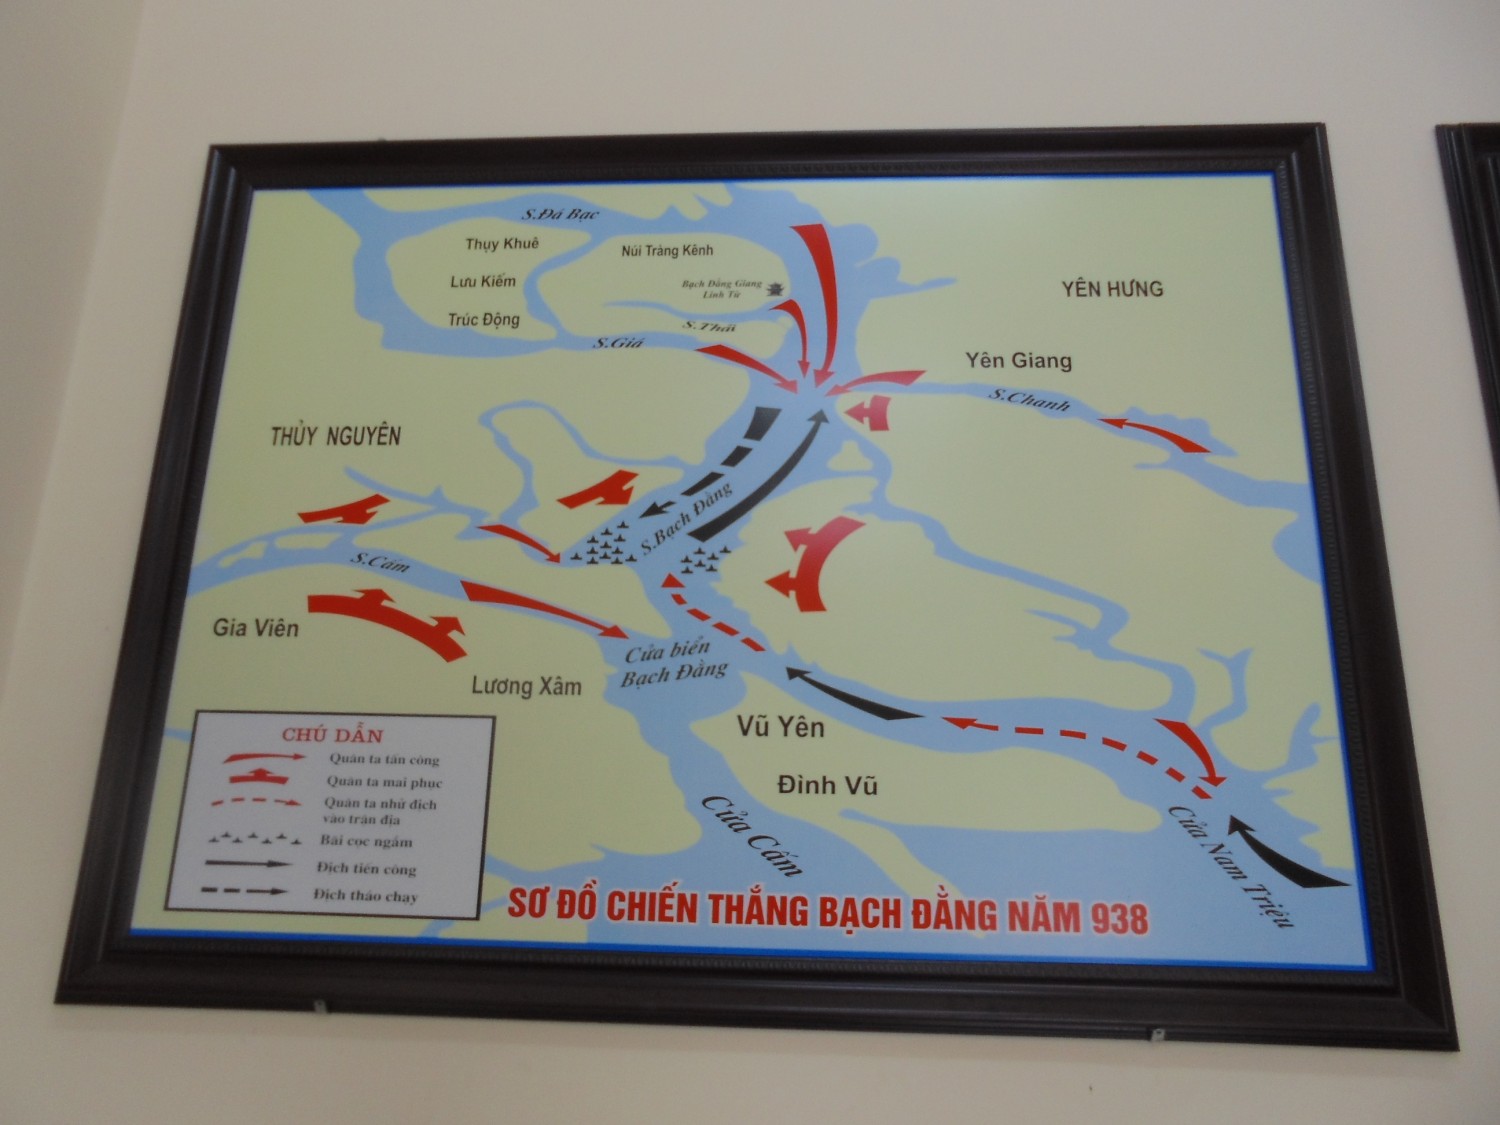 S.Đá Bạc
Thụy Khuê
Núi Tràng Kênh
Lưu Kiếm
Bạch Đằng Giang
Linh Từ
YÊN HƯNG
Trúc Động
S.Thái
S.Giá
Yên Giang
S.Chanh
THỦY NGUYÊN
S.Bạch Đằng
S.Cấm
Gia Viên
Cửa biển
Bạch Đằng
Lương Xâm
Vũ Yên
Đình Vũ
Cửa Cấm
Cửa Nam Triệu
CHÚ DẪN
Quân ta tấn công
Quân ta mai phục
Quân ta nhử địch
vào trận địa
Bãi cọc ngầm
Địch tiến công
Địch tháo chạy
SƠ ĐỒ CHIẾN THẮNG BẠCH ĐẰNG NĂM 938